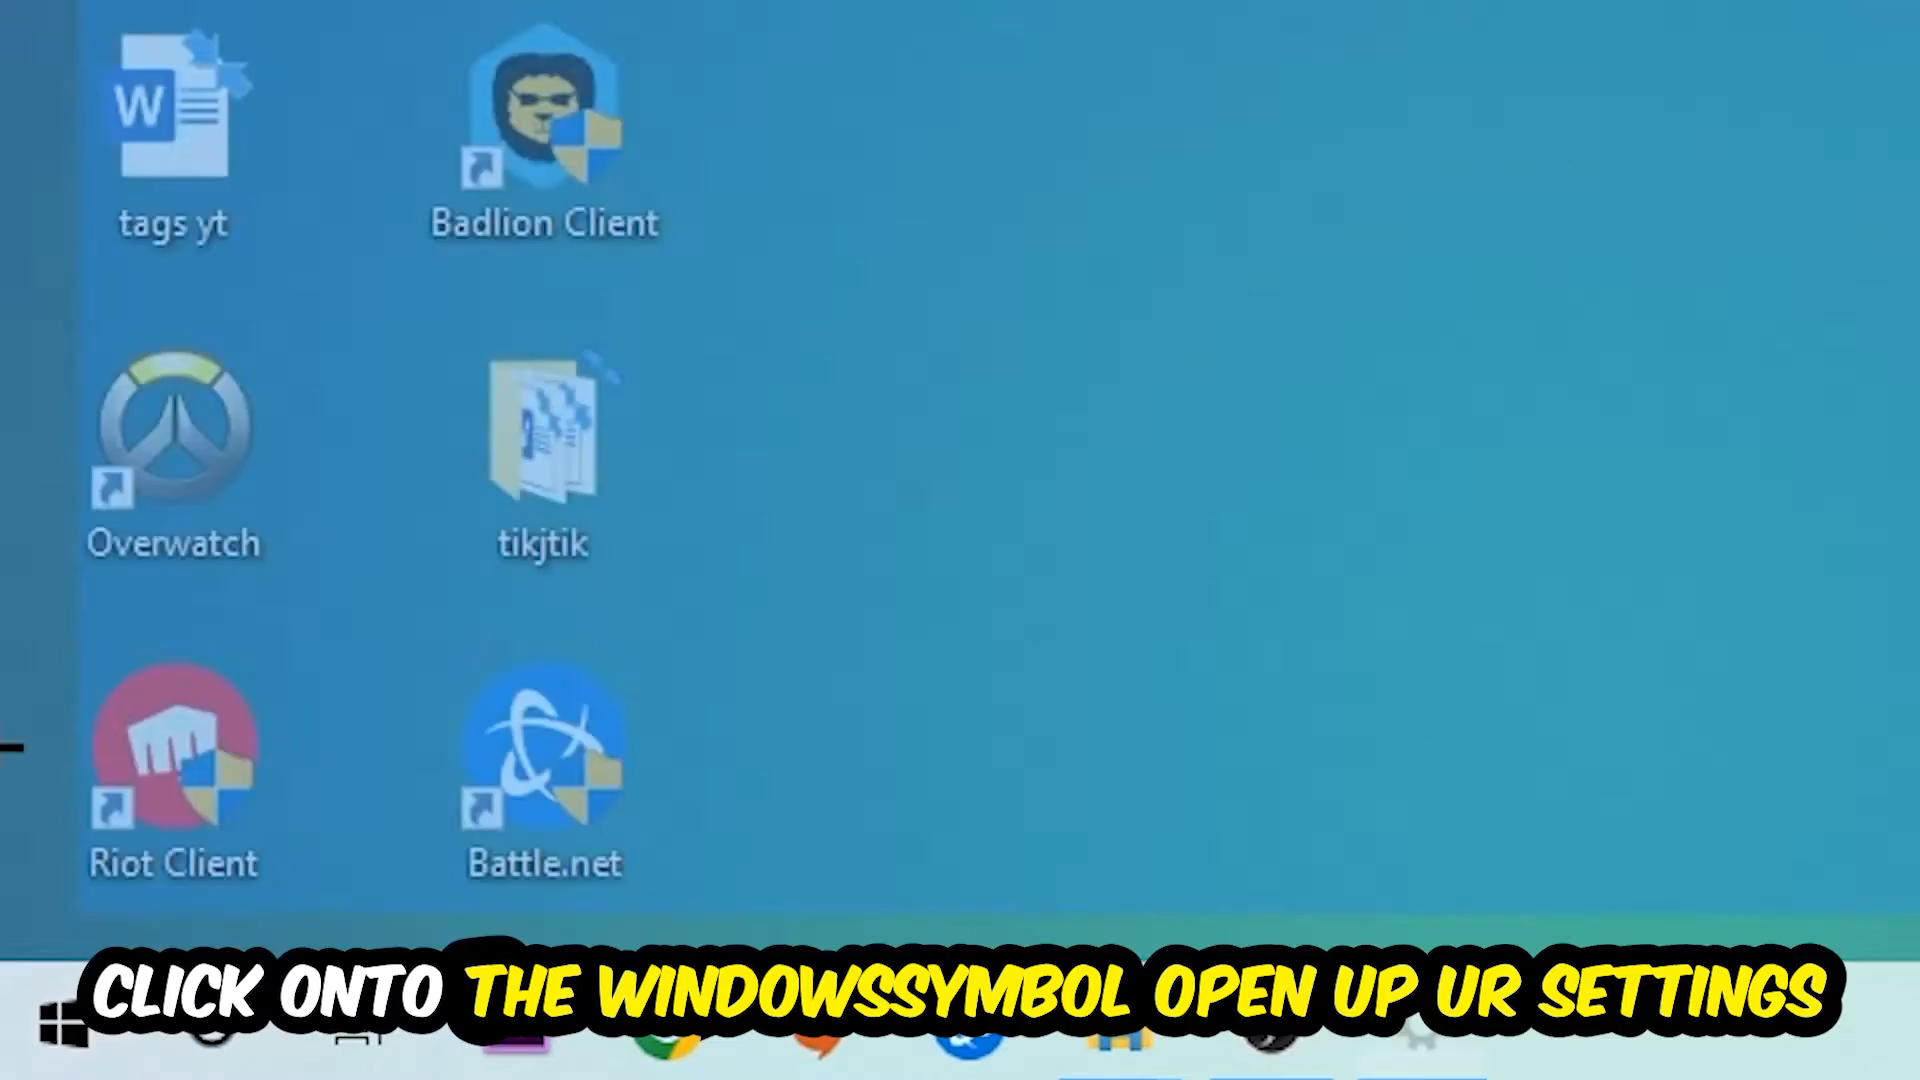 W
tags yt
Badlion Client
Overwatch
tikjtik
Riot Client
Battle.net
CLICK ONTO THE WINDOWSSYMBOL OPEN UP UR SETTINGS